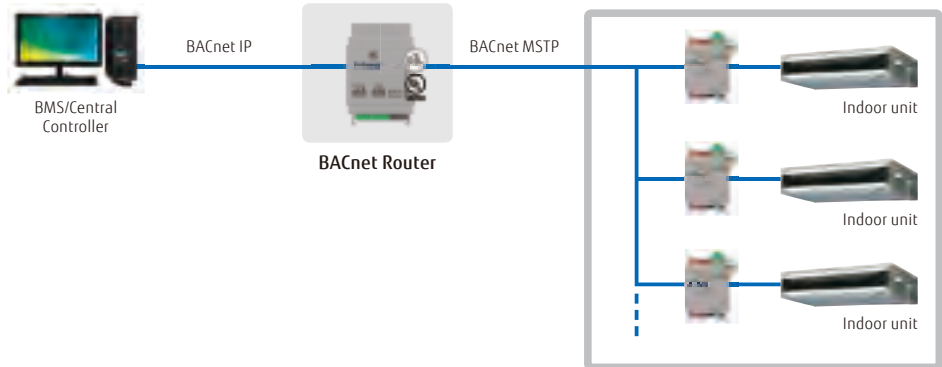 BACnet IP
BACnet MSTP
BMS/Central
Controller
BACnet Router
Indoor unit
Indoor unit
Indoor unit